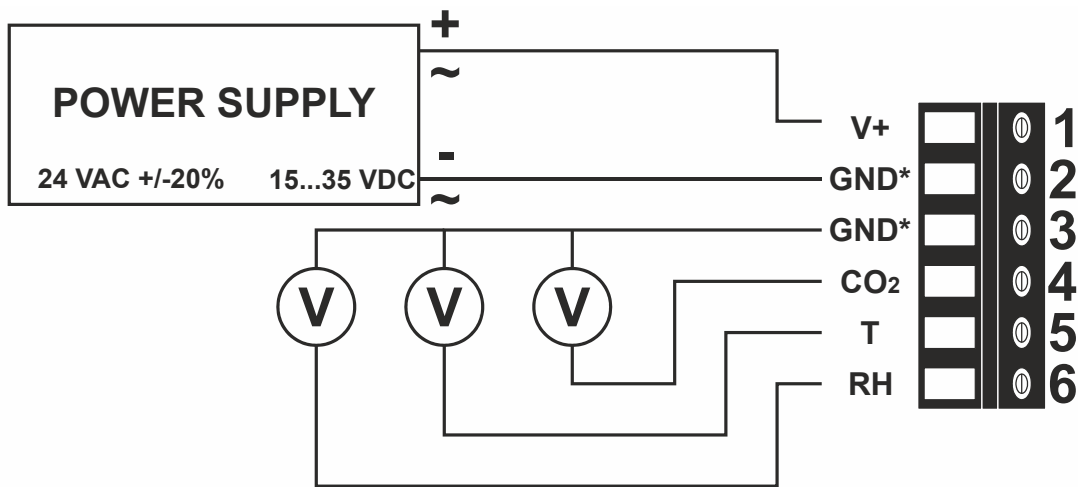 +
~
POWER SUPPLY
24 VAC +/-20% 15...35 VDC
-
~
V+ 1
GND* 2
GND* 3
CO2 4
T 5
RH 6
V V V